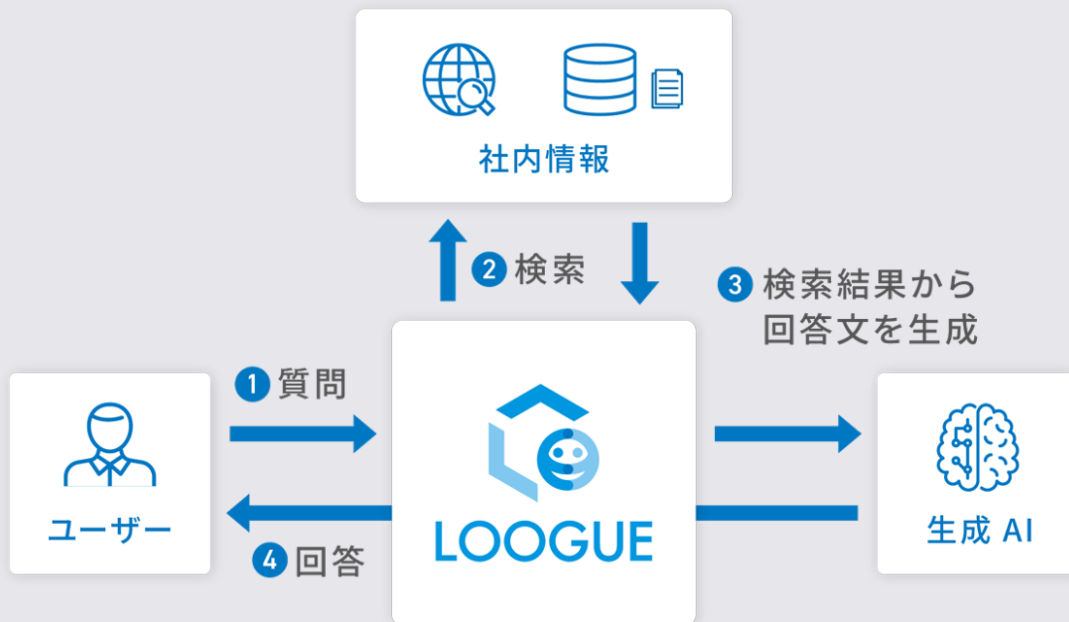 社内情報
2 検索
3 検索結果から
回答文を生成
1 質問
ユーザー
4 回答
LOOGUE
生成 AI